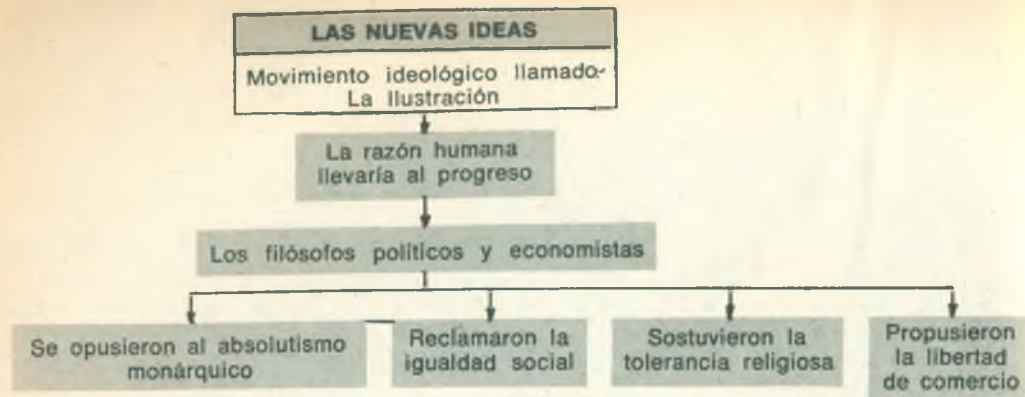 LAS NUEVAS IDEAS
Movimiento ideológico llamado-
La Ilustración
La razón humana
llevaría al progreso
Los filósofos políticos y economistas
Se opusieron al absolutismo
monárquico
Reclamaron la
igualdad social
Sostuvieron la
tolerancia religiosa
Propusieron
la libertad
de comercio